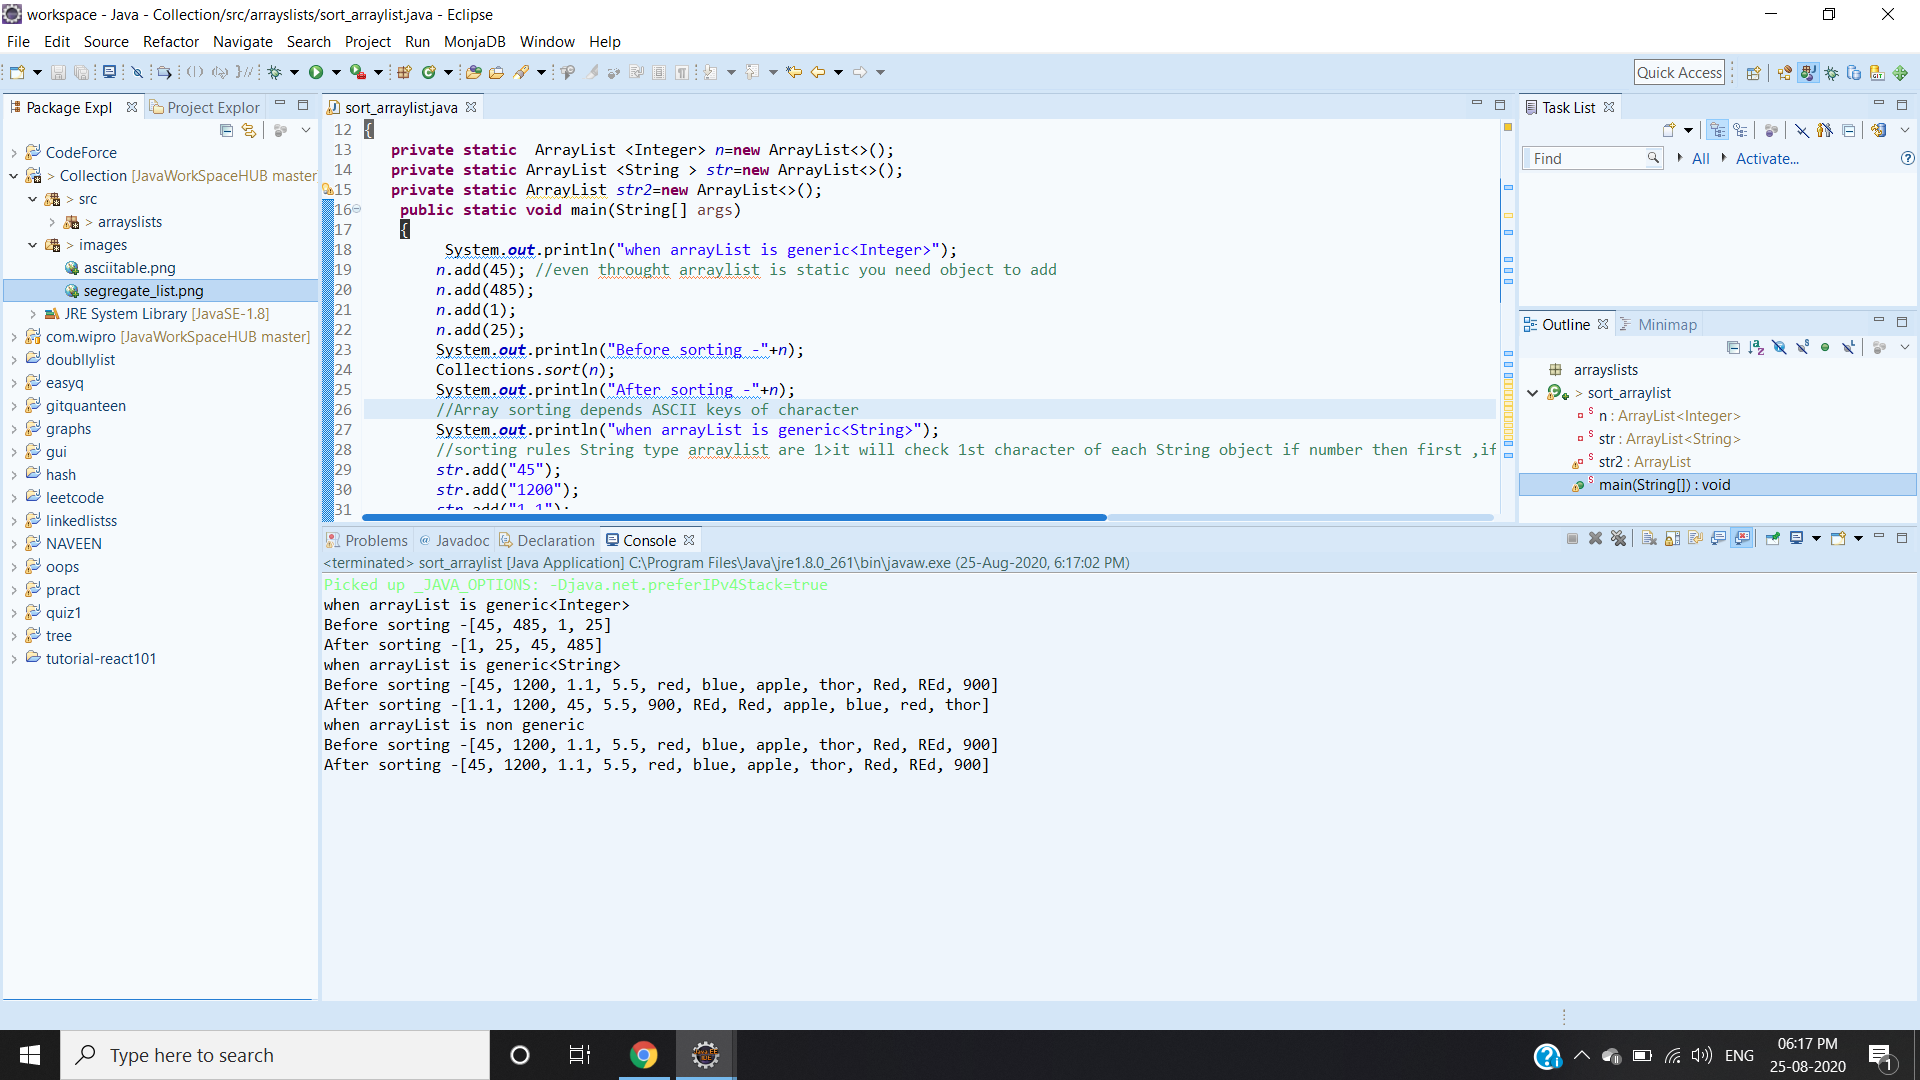 workspace - Java - Collection/src/arrayslists/sort_arraylist.java - Eclipse
File Edit Source Refactor Navigate Search Project Run MonjaDB Window Help
Quick Access
Package Expl
Project Explor
CodeForce
> Collection [JavaWorkSpaceHUB master
> src
> arrayslists
> images
asciitable.png
segregate_list.png
JRE System Library [JavaSE-1.8]
com.wipro [JavaWorkSpaceHUB master]
doubllylist
easyq
gitquanteen
graphs
gui
hash
leetcode
linkedlistss
NAVEEN
oops
pract
quiz1
tree
tutorial-react101
sort_arraylist.java
12 {
13 private static  ArrayList <Integer> n=new ArrayList<>();
14 private static ArrayList <String > str=new ArrayList<>();
15 private static ArrayList str2=new ArrayList<>();
16 public static void main(String[] args)
17 {
18 System.out.println("when arrayList is generic<Integer>");
19 n.add(45); //even throught arraylist is static you need object to add
20 n.add(485);
21 n.add(1);
22 n.add(25);
23 System.out.println("Before sorting -"+n);
24 Collections.sort(n);
25 System.out.println("After sorting -"+n);
26 //Array sorting depends ASCII keys of character
27 System.out.println("when arrayList is generic<String>");
28 //sorting rules String type arraylist are 1>it will check 1st character of each String object if number then first ,if
29 str.add("45");
30 str.add("1200");
31 str.add("1.1");
Task List
Find
All
Activate...
Outline
Minimap
arrayslists
> sort_arraylist
n : ArrayList<Integer>
str : ArrayList<String>
str2 : ArrayList
main(String[]) : void
Problems @ Javadoc Declaration Console
<terminated> sort_arraylist [Java Application] C:\Program Files\Java\jre1.8.0_261\bin\javaw.exe (25-Aug-2020, 6:17:02 PM)
Picked up _JAVA_OPTIONS: -Djava.net.preferIPv4Stack=true
when arrayList is generic<Integer>
Before sorting -[45, 485, 1, 25]
After sorting -[1, 25, 45, 485]
when arrayList is generic<String>
Before sorting -[45, 1200, 1.1, 5.5, red, blue, apple, thor, Red, REd, 900]
After sorting -[1.1, 1200, 45, 5.5, 900, REd, Red, apple, blue, red, thor]
when arrayList is non generic
Before sorting -[45, 1200, 1.1, 5.5, red, blue, apple, thor, Red, REd, 900]
After sorting -[45, 1200, 1.1, 5.5, red, blue, apple, thor, Red, REd, 900]
Type here to search
ENG
06:17 PM
25-08-2020
1